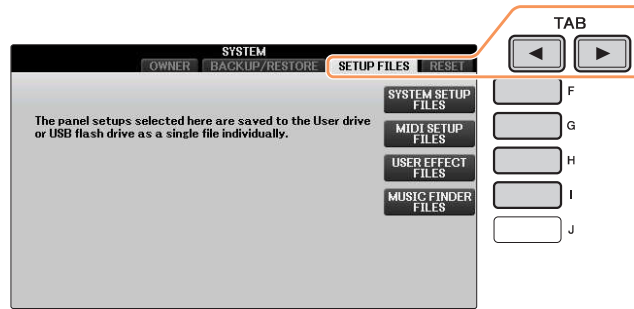 TAB
SYSTEM
OWNER BACKUP/RESTORE SETUP FILES RESET
The panel setups selected here are saved to the User drive
or USB flash drive as a single file individually.
SYSTEM SETUP
FILES
MIDI SETUP
FILES
USER EFFECT
FILES
MUSIC FINDER
FILES
F
G
H
I
J